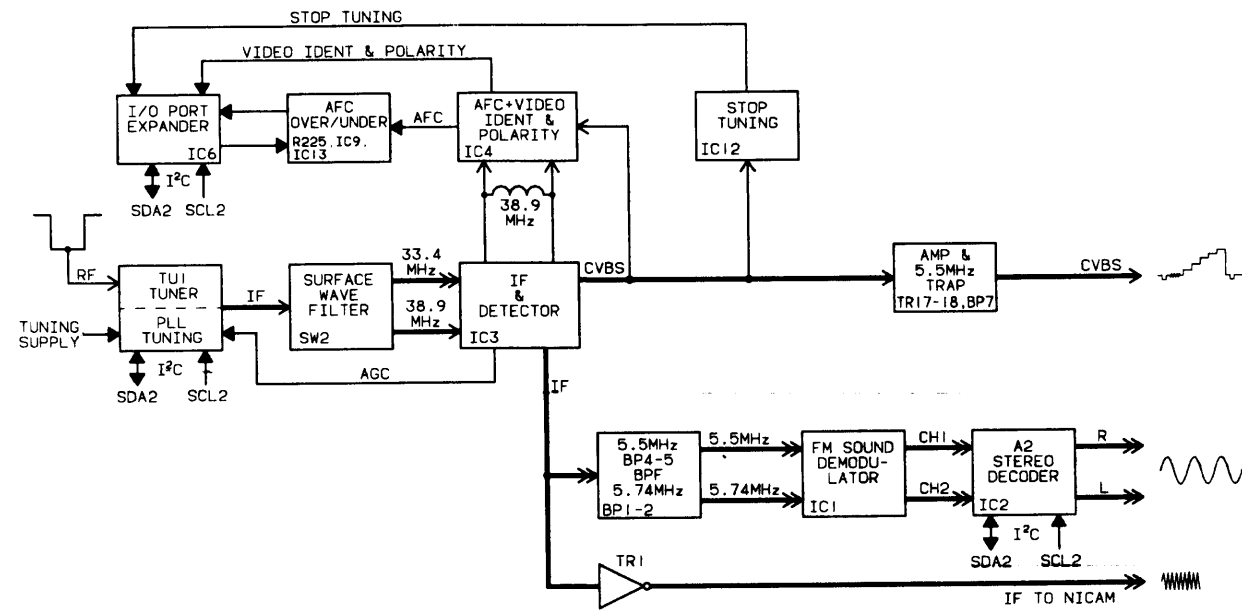 STOP TUNING
VIDEO IDENT & POLARITY
I/O PORT
EXPANDER
IC6
AFC
OVER/UNDER
R225.IC9.
IC13
AFC
AFC+VIDEO
IDENT &
POLARITY
IC4
STOP
TUNING
IC12
I²C
SDA2
SCL2
38.9
MHz
RF
TU1
TUNER
PLL
TUNING
TUNING
SUPPLY
I²C
SDA2
SCL2
IF
SURFACE
WAVE
FILTER
SW2
33.4
MHz
38.9
MHz
IF
&
DETECTOR
IC3
AGC
CVBS
AMP &
5.5MHz
TRAP
TR17-18.BP7
CVBS
IF
5.5MHz
BP4-5
BPF
5.74MHz
BP1-2
5.5MHz
5.74MHz
FM SOUND
DEMODU-
LATOR
IC1
CH1
CH2
A2
STEREO
DECODER
IC2
R
L
I²C
SDA2
SCL2
TR1
IF TO NICAM